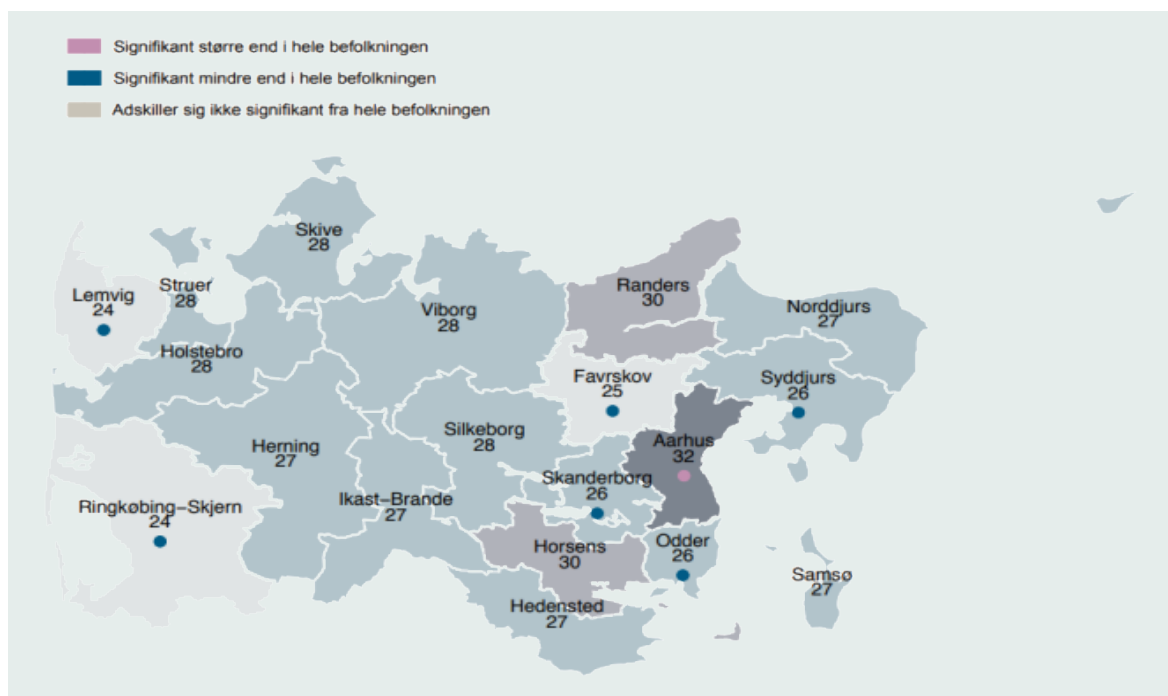 Signifikant større end i hele befolkningen
Signifikant mindre end i hele befolkningen
Adskiller sig ikke signifikant fra hele befolkningen
Skive
28
Struer
28
Lemvig
24
Randers
30
Viborg
28
Norddjurs
27
Holstebro
28
Favrskov
25
Syddjurs
26
Silkeborg
28
Aarhus
32
Herning
27
Skanderborg
26
Ikast–Brande
27
Ringkøbing–Skjern
24
Horsens
30
Odder
26
Samsø
27
Hedensted
27